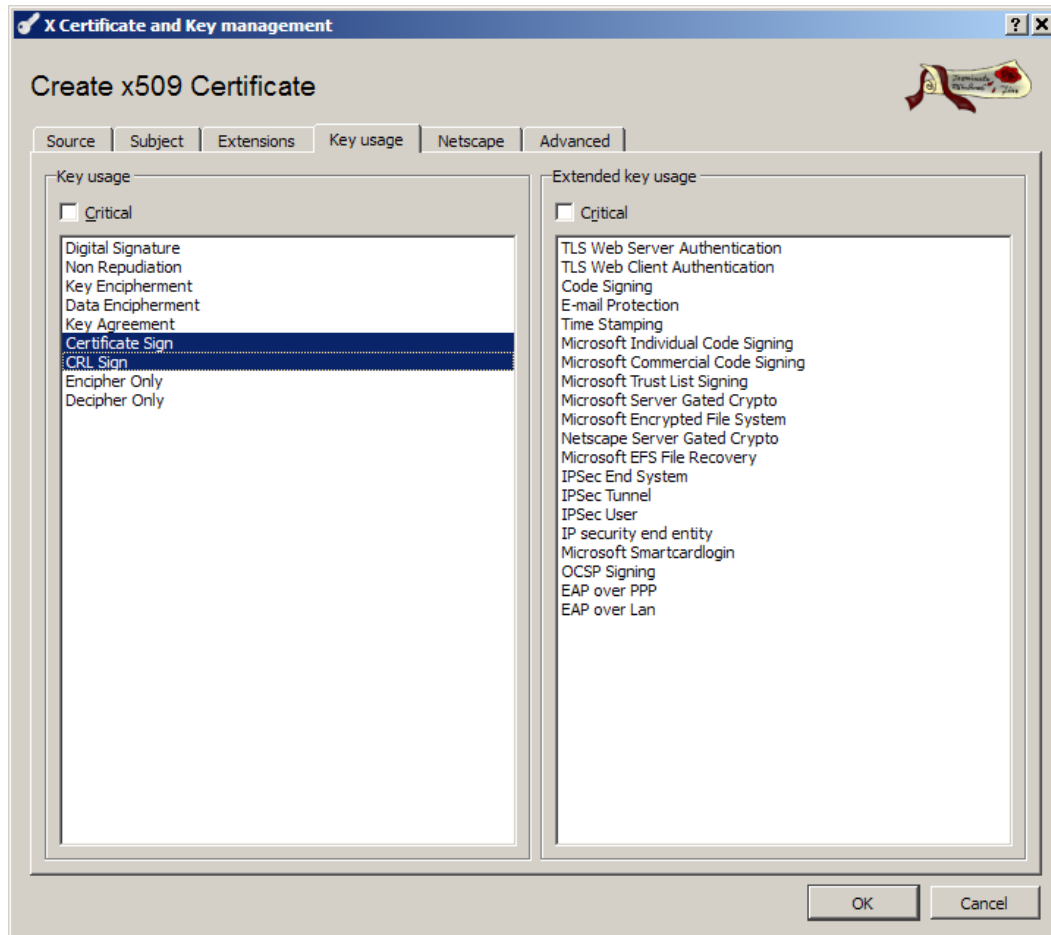 X Certificate and Key management
Create x509 Certificate
Source Subject Extensions Key usage Netscape Advanced
Key usage
Critical
Digital Signature
Non Repudiation
Key Encipherment
Data Encipherment
Key Agreement
Certificate Sign
CRL Sign
Encipher Only
Decipher Only
Extended key usage
Critical
TLS Web Server Authentication
TLS Web Client Authentication
Code Signing
E-mail Protection
Time Stamping
Microsoft Individual Code Signing
Microsoft Commercial Code Signing
Microsoft Trust List Signing
Microsoft Server Gated Crypto
Microsoft Encrypted File System
Netscape Server Gated Crypto
Microsoft EFS File Recovery
IPSec End System
IPSec Tunnel
IPSec User
IP security end entity
Microsoft Smartcardlogin
OCSP Signing
EAP over PPP
EAP over Lan
OK Cancel